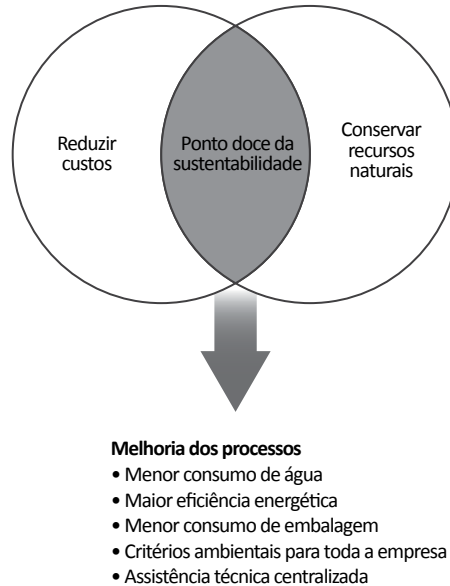 Reduzir
custos
Ponto doce da
sustentabilidade
Conservar
recursos
naturais
Melhoria dos processos
• Menor consumo de água
• Maior eficiência energética
• Menor consumo de embalagem
• Critérios ambientais para toda a empresa
• Assistência técnica centralizada